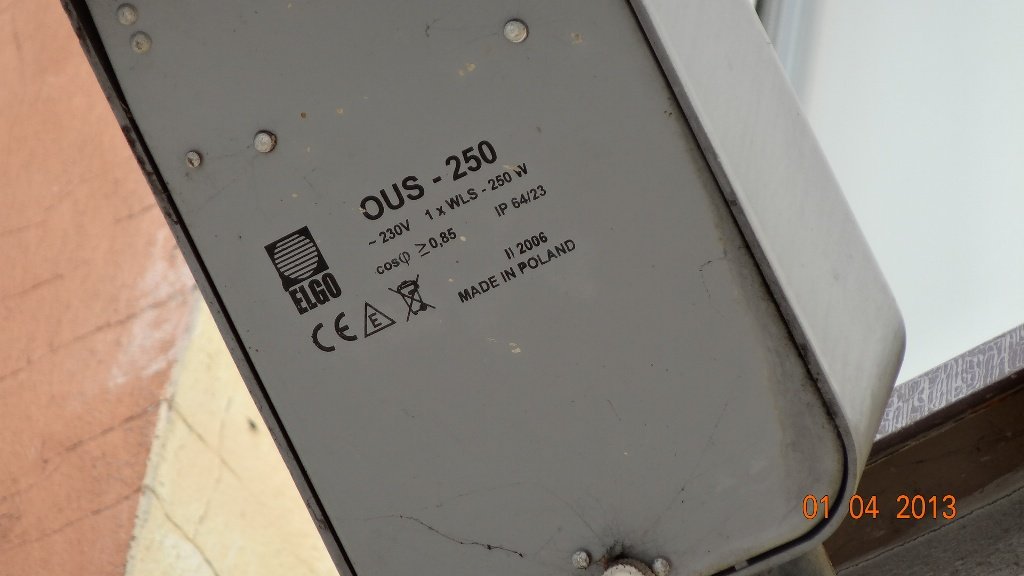 OUS - 250
~ 230V 1 x WLS - 250 W
cosφ ≥0,85 IP 64/23
II 2006
MADE IN POLAND
ELGO
CE E
01 04 2013